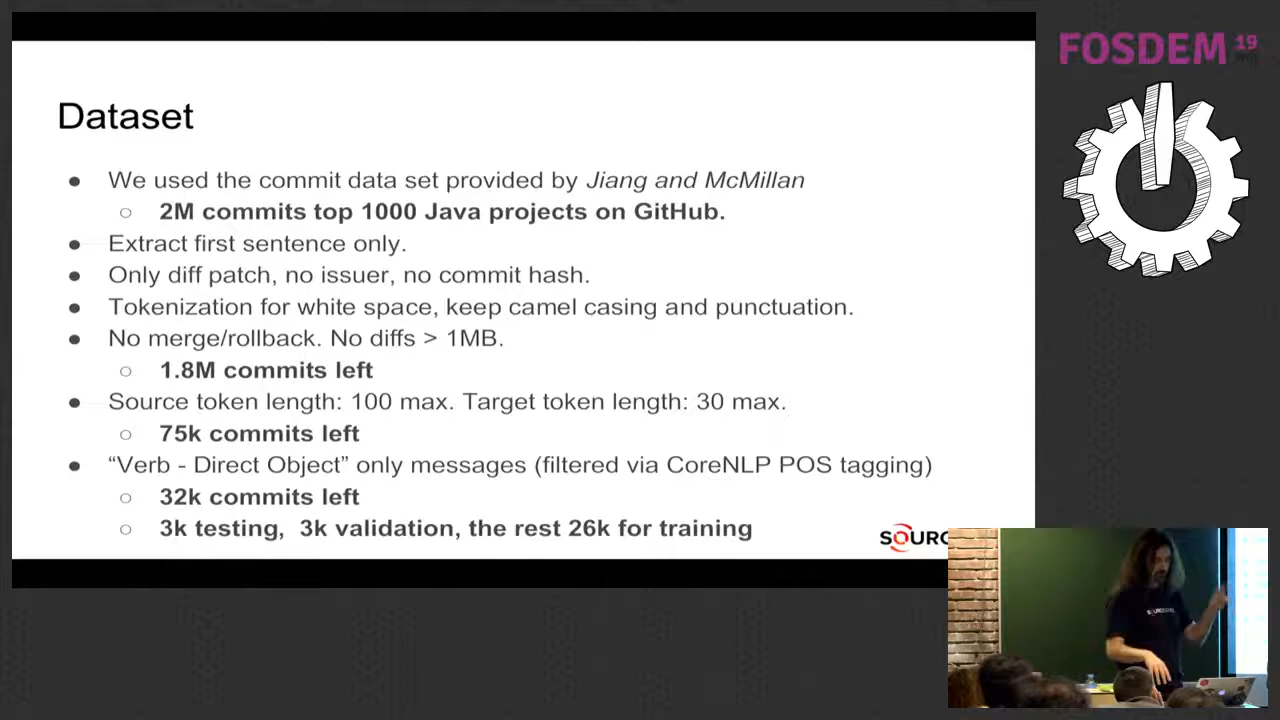 FOSDEM 19
Dataset
● We used the commit data set provided by Jiang and McMillan
○ 2M commits top 1000 Java projects on GitHub.
● Extract first sentence only.
● Only diff patch, no issuer, no commit hash.
● Tokenization for white space, keep camel casing and punctuation.
● No merge/rollback. No diffs > 1MB.
○ 1.8M commits left
● Source token length: 100 max. Target token length: 30 max.
○ 75k commits left
● “Verb - Direct Object” only messages (filtered via CoreNLP POS tagging)
○ 32k commits left
○ 3k testing, 3k validation, the rest 26k for training